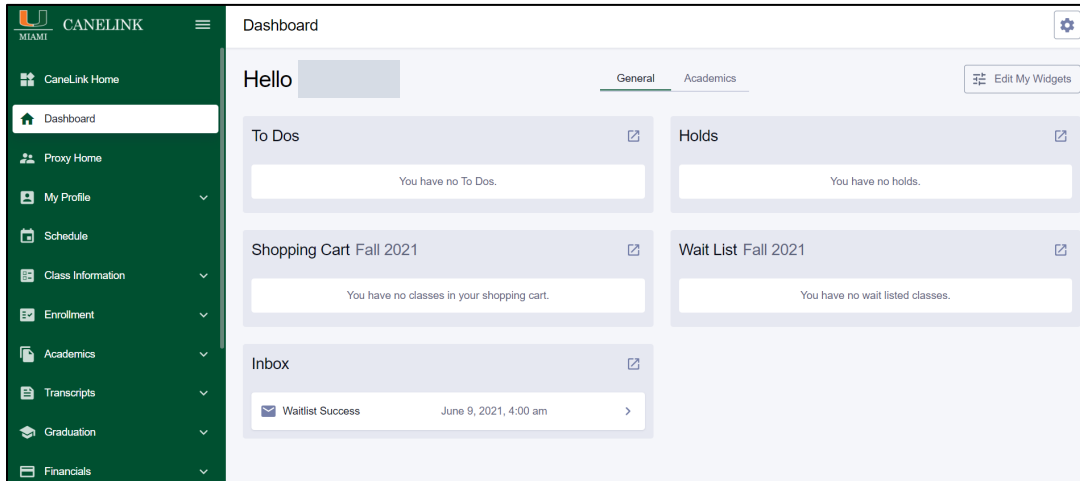 MIAMI
CANELINK
Dashboard
CaneLink Home
Dashboard
Proxy Home
My Profile
Schedule
Class Information
Enrollment
Academics
Transcripts
Graduation
Financials
Hello
General Academics
Edit My Widgets
To Dos
You have no To Dos.
Holds
You have no holds.
Shopping Cart Fall 2021
You have no classes in your shopping cart.
Wait List Fall 2021
You have no wait listed classes.
Inbox
Waitlist Success June 9, 2021, 4:00 am